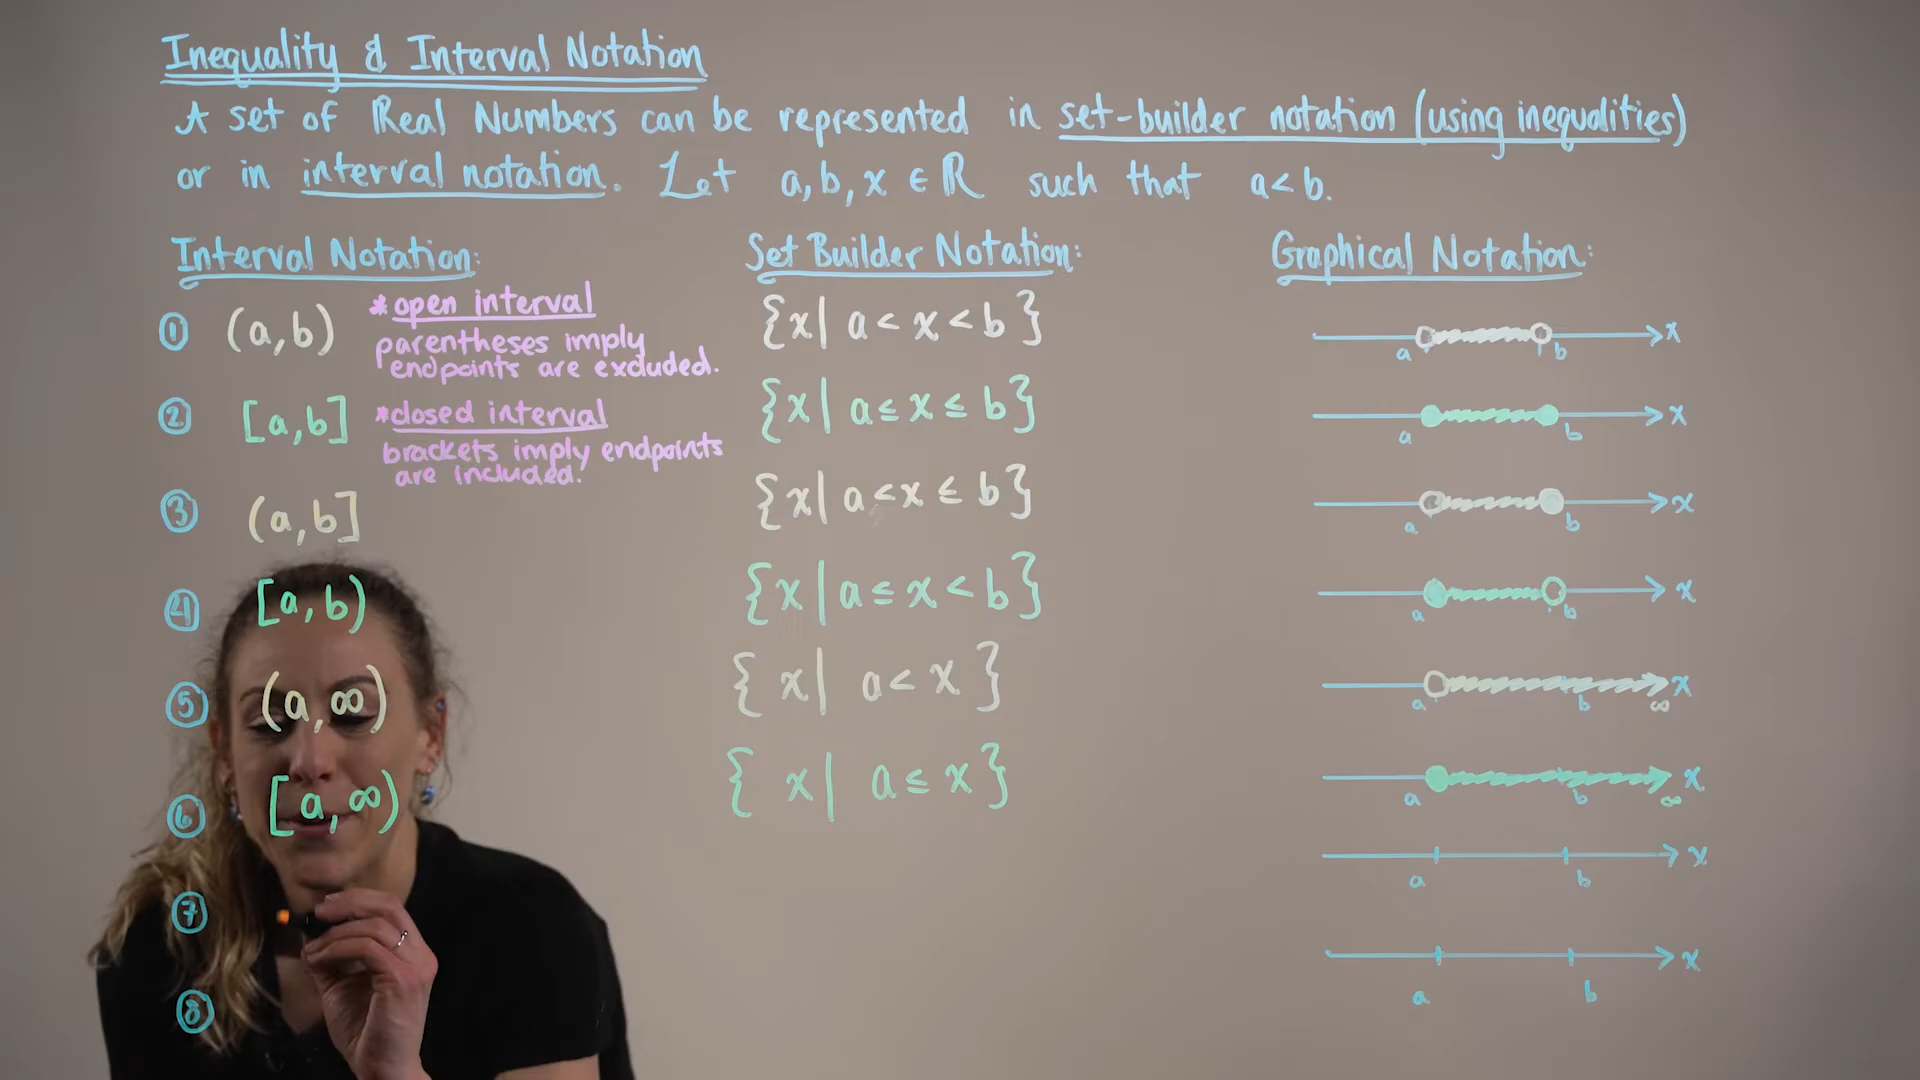 Inequality & Interval Notation
A set of Real Numbers can be represented in set-builder notation (using inequalities)
or in interval notation. Let a, b, x ∈ ℝ such that a < b.
Interval Notation:
① (a, b)
*open interval
parentheses imply
endpoints are excluded.
② [a, b]
*closed interval
brackets imply endpoints
are included.
③ (a, b]
④ [a, b)
⑤ (a, ∞)
⑥ [a, ∞)
⑦
⑧
Set Builder Notation:
{x | a < x < b}
{x | a ≤ x ≤ b}
{x | a < x ≤ b}
{x | a ≤ x < b}
{x | a < x}
{x | a ≤ x}
Graphical Notation:
a b x
a b x
a b x
a b x
a b ∞ x
a b ∞ x
a b x
a b x